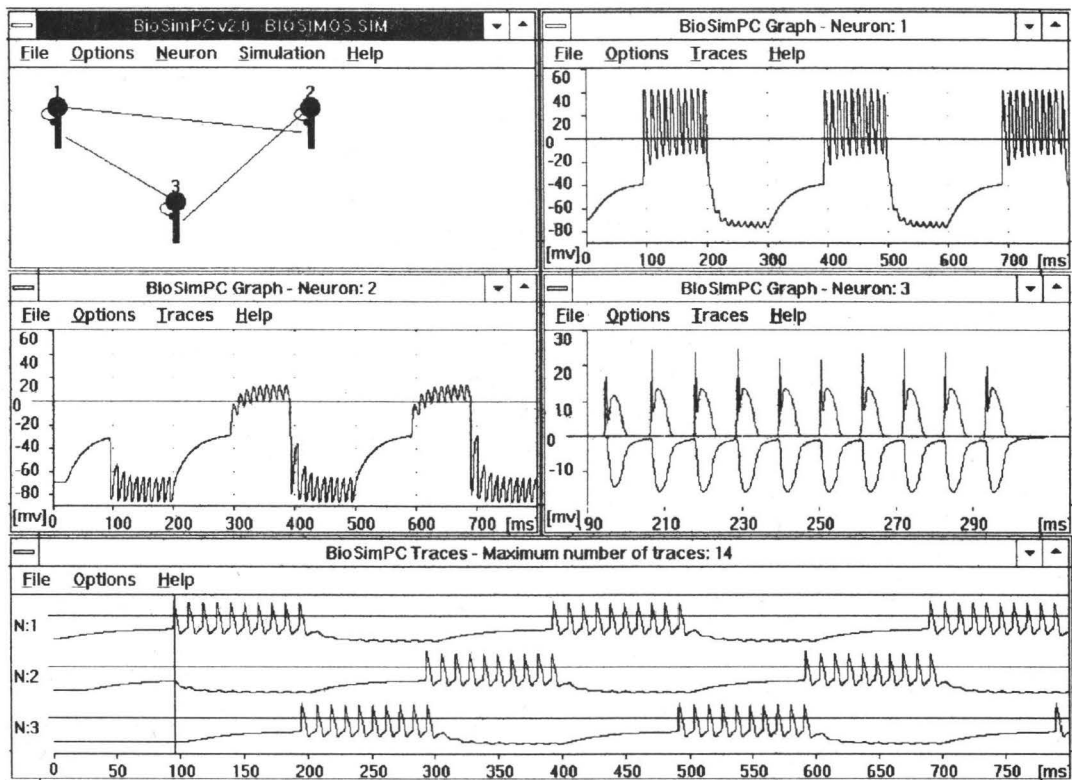 BioSimPC v2.0 - BIOSIMOS.SIM
File Options Neuron Simulation Help
1
2
3
BioSimPC Graph - Neuron: 1
File Options Traces Help
60
40
20
0
-20
-40
-60
-80
[mv]
0 100 200 300 400 500 600 700 [ms]
BioSimPC Graph - Neuron: 2
File Options Traces Help
60
40
20
0
-20
-40
-60
-80
[mv]
0 100 200 300 400 500 600 700 [ms]
BioSimPC Graph - Neuron: 3
File Options Traces Help
30
20
10
0
-10
[mv]
190 210 230 250 270 290 [ms]
BioSimPC Traces - Maximum number of traces: 14
File Options Help
N:1
N:2
N:3
0 50 100 150 200 250 300 350 400 450 500 550 600 650 700 750 [ms]